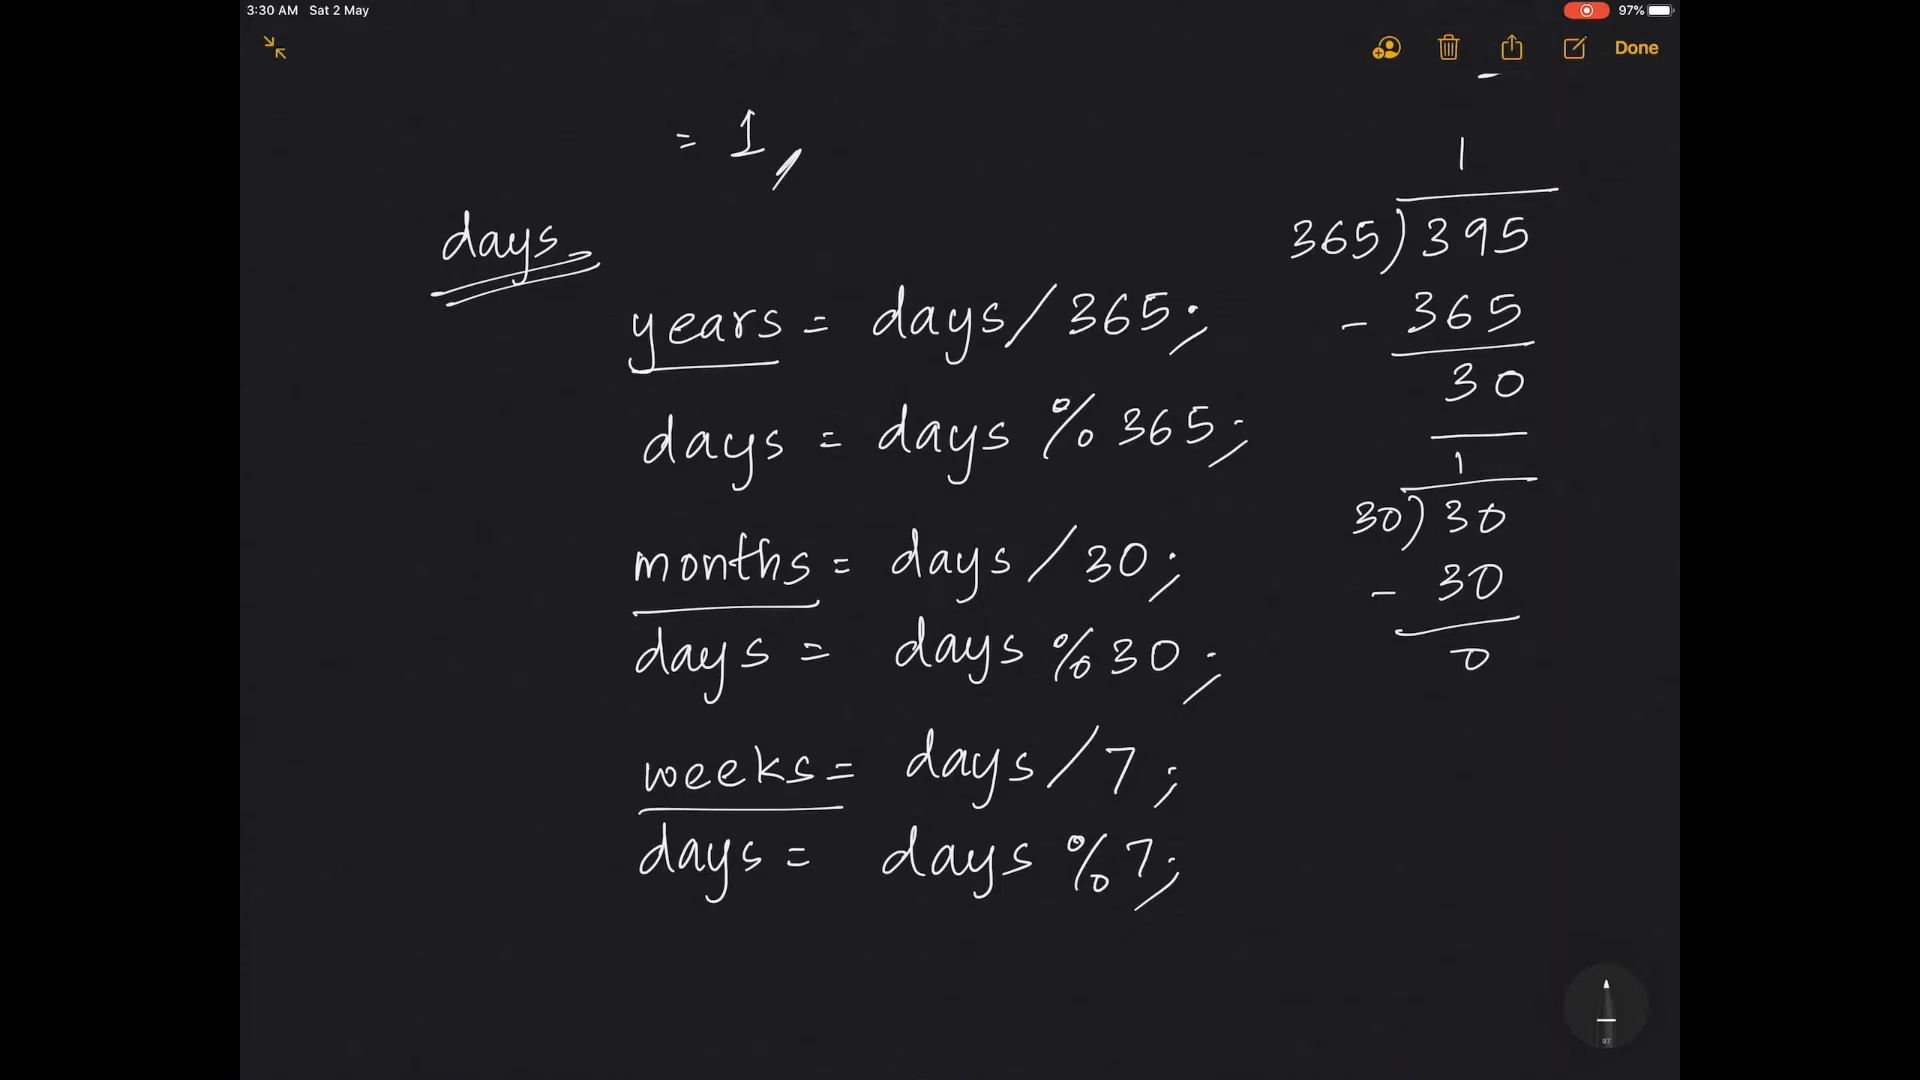 3:30 AM Sat 2 May
97%
Done
= 1,
days
years = days/365;
days = days % 365;
months = days/30;
days = days %30;
weeks = days/7;
days = days %7;
1
365)395
- 365
30
1
30)30
- 30
0
97